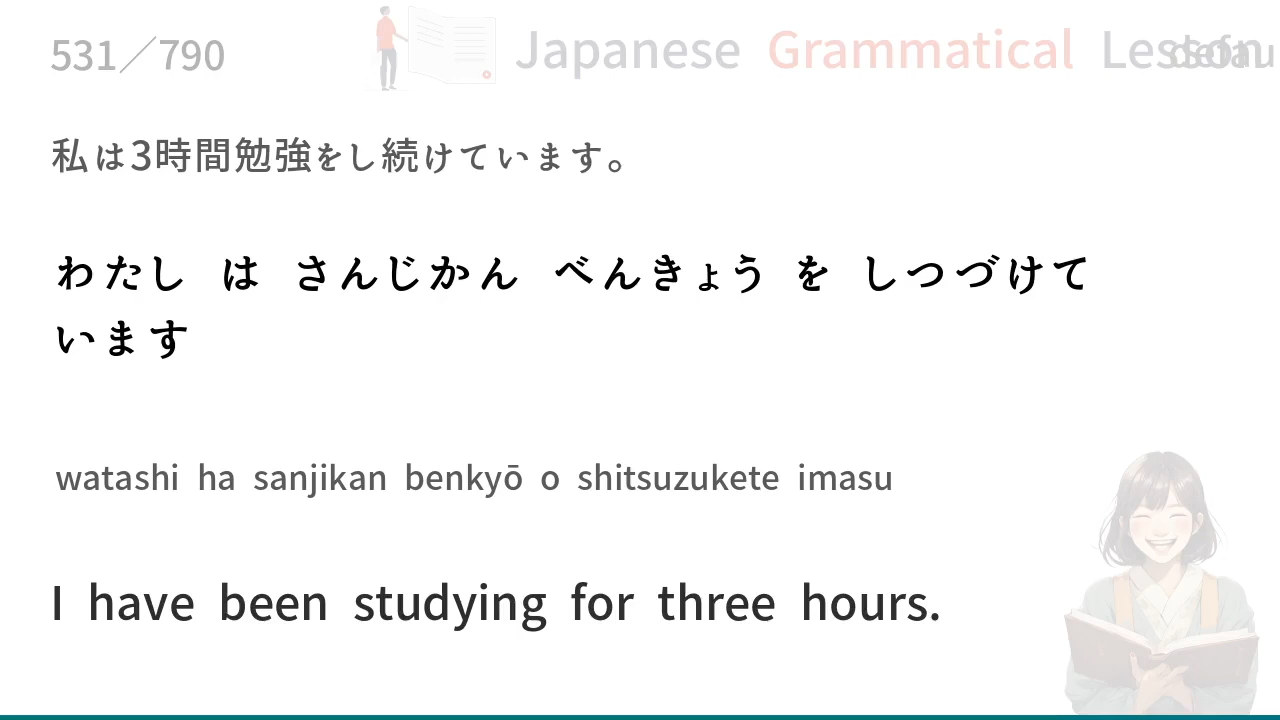 531／790
Japanese Grammatical Lesson
私は3時間勉強をし続けています。
わたし は さんじかん べんきょう を しつづけて
います
watashi ha sanjikan benkyō o shitsuzukete imasu
I have been studying for three hours.